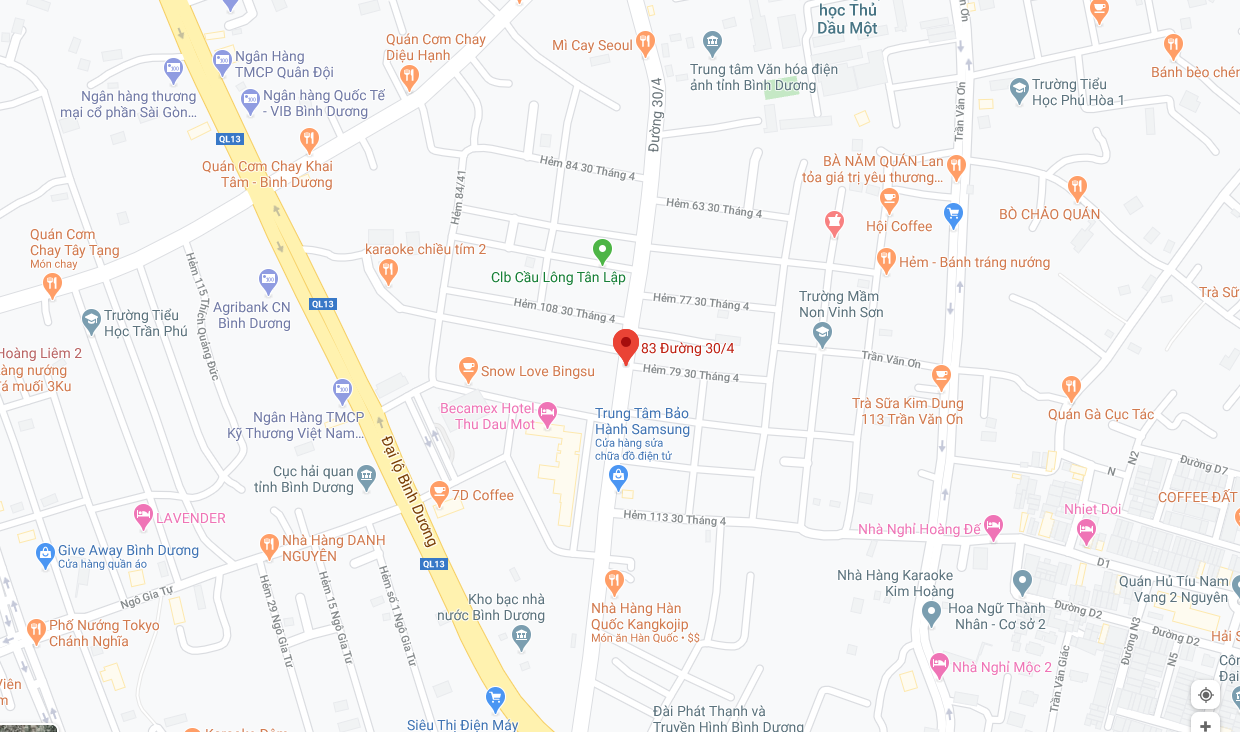 học Thủ
Dầu Một
Quán Cơm Chay
Diệu Hạnh
Mì Cay Seoul
Ngân Hàng
TMCP Quân Đội
Trung tâm Văn hóa điện
ảnh tỉnh Bình Dương
Bánh bèo chén
Ngân hàng thương
mại cổ phần Sài Gòn...
Ngân hàng Quốc Tế
- VIB Bình Dương
Trường Tiểu
Học Phú Hòa 1
Đường 30/4
Trần Văn Ơn
QL13
Quán Cơm Chay Khai
Tâm - Bình Dương
Hẻm 84 30 Tháng 4
BÀ NĂM QUÁN Lan
tỏa giá trị yêu thương...
Hẻm 84/41
Hẻm 63 30 Tháng 4
Hội Coffee
BÒ CHẢO QUÁN
Quán Cơm
Chay Tây Tạng
Món chay
karaoke chiều tím 2
Clb Cầu Lông Tân Lập
Hẻm - Bánh tráng nướng
Hẻm 115 Thích Quảng Đức
Agribank CN
Bình Dương
QL13
Hẻm 108 30 Tháng 4
Hẻm 77 30 Tháng 4
Trường Mầm
Non Vinh Sơn
Trà Sữa
Trường Tiểu
Học Trần Phú
Hoàng Liêm 2
àng nướng
á muối 3Ku
83 Đường 30/4
Trần Văn Ơn
Snow Love Bingsu
Hẻm 79 30 Tháng 4
Ngân Hàng TMCP
Kỹ Thương Việt Nam...
Becamex Hotel
Thu Dau Mot
Trung Tâm Bảo
Hành Samsung
Cửa hàng sửa
chữa đồ điện tử
Trà Sữa Kim Dung
113 Trần Văn Ơn
Quán Gà Cục Tác
Cục hải quan
tỉnh Bình Dương
Đại lộ Bình Dương
7D Coffee
N
N2
Đường D7
COFFEE ĐẤT
LAVENDER
Hẻm 113 30 Tháng 4
Nhà Nghỉ Hoàng Đế
Nhiet Doi
Give Away Bình Dương
Cửa hàng quần áo
Nhà Hàng DANH
NGUYÊN
QL13
D1
Ngô Gia Tự
Hẻm 29 Ngô Gia Tự
Hẻm 15 Ngô Gia Tự
Hẻm số 1 Ngô Gia Tự
Kho bạc nhà
nước Bình Dương
Nhà Hàng Hàn
Quốc Kangkojip
Món ăn Hàn Quốc • $$
Nhà Hàng Karaoke
Kim Hoàng
Hoa Ngữ Thành
Nhân - Cơ sở 2
Quán Hủ Tíu Nam
Vang 2 Nguyên
Đường D2
Đường D2
Đường N3
N5
Hải S
Phố Nướng Tokyo
Chánh Nghĩa
Nhà Nghỉ Mộc 2
Trần Văn Giác
Siêu Thị Điện Máy
Đài Phát Thanh và
Truyền Hình Bình Dương